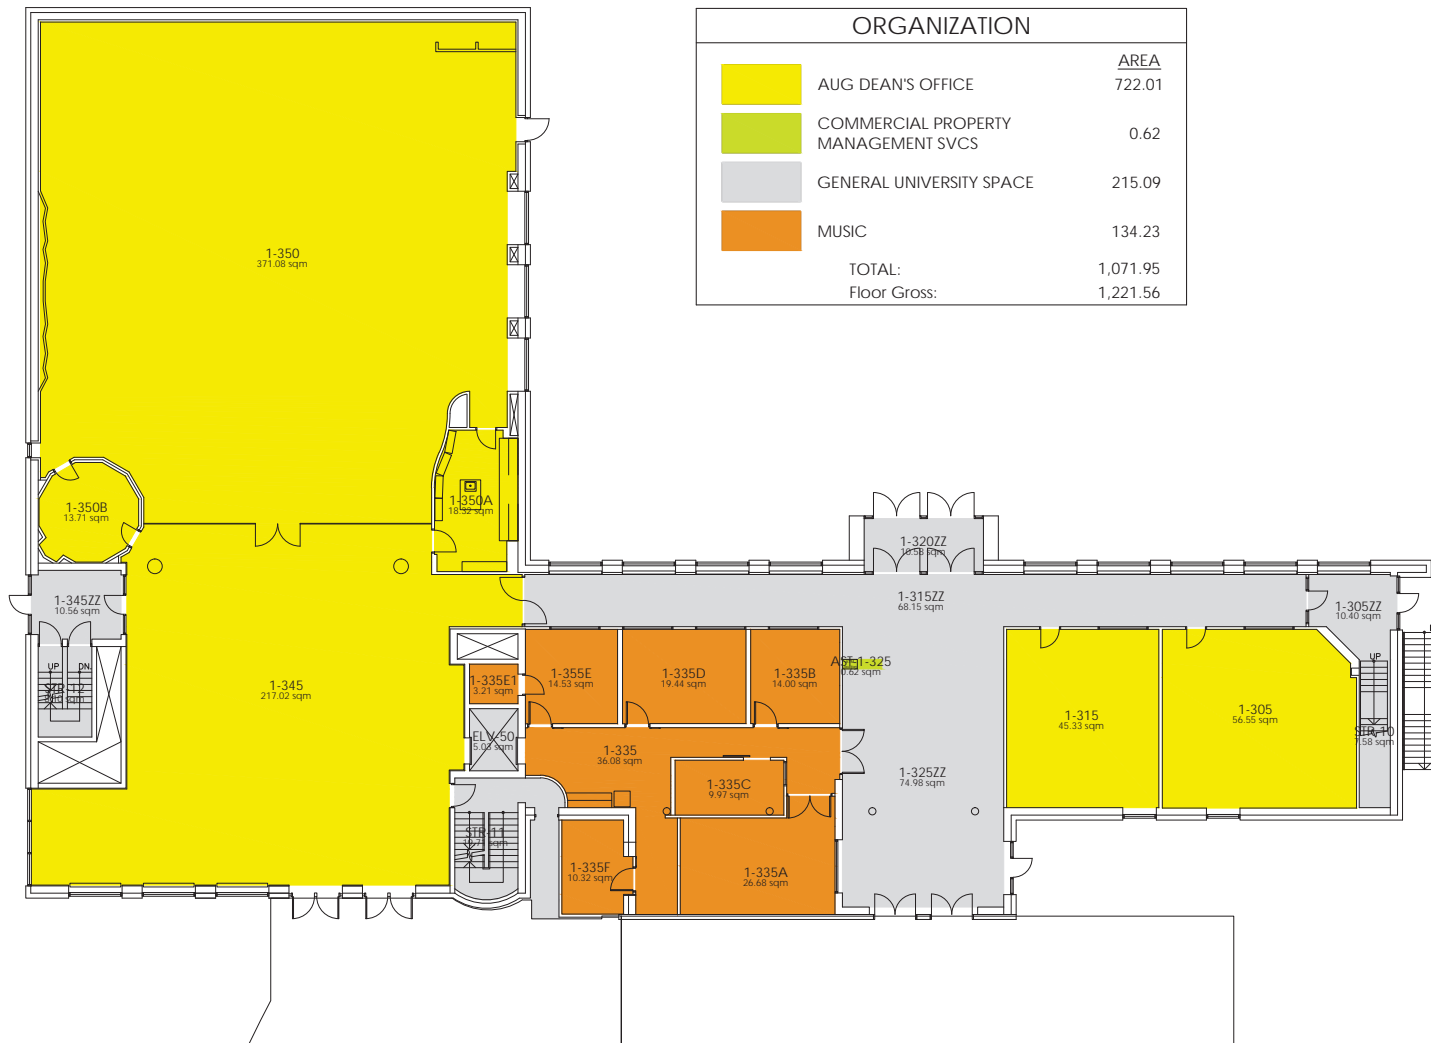 ORGANIZATION
AREA
AUG DEAN'S OFFICE 722.01
COMMERCIAL PROPERTY
MANAGEMENT SVCS 0.62
GENERAL UNIVERSITY SPACE 215.09
MUSIC 134.23
TOTAL: 1,071.95
Floor Gross: 1,221.56
1-350
371.08 sqm
1-350B
13.71 sqm
1-350A
18.32 sqm
1-320ZZ
10.58 sqm
1-345ZZ
10.56 sqm
1-315ZZ
68.15 sqm
1-305ZZ
10.40 sqm
UP DN
STR-12
1-345
217.02 sqm
1-335E1
3.21 sqm
1-355E
14.53 sqm
1-335D
19.44 sqm
1-335B
14.00 sqm
AST-1-325
0.62 sqm
1-315
45.33 sqm
1-305
56.55 sqm
UP
STR-10
7.58 sqm
ELV-50
5.03 sqm
1-335
36.08 sqm
1-335C
9.97 sqm
1-325ZZ
74.98 sqm
STR-11
1-335F
10.32 sqm
1-335A
26.68 sqm